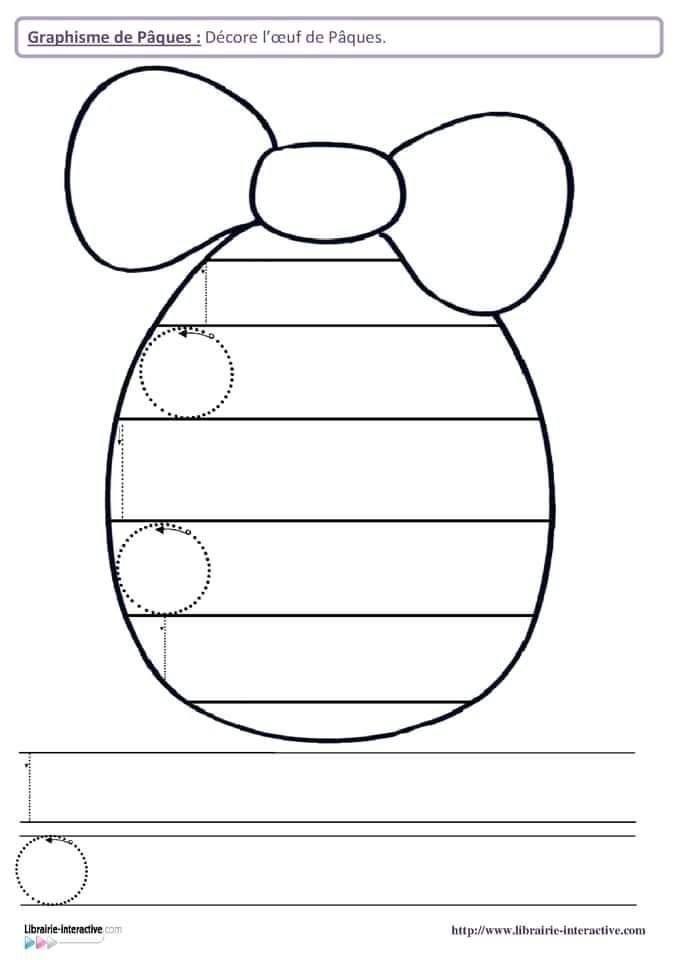 Graphisme de Pâques : Décore l’œuf de Pâques.
Librairie-Interactive.com
http://www.librairie-interactive.com